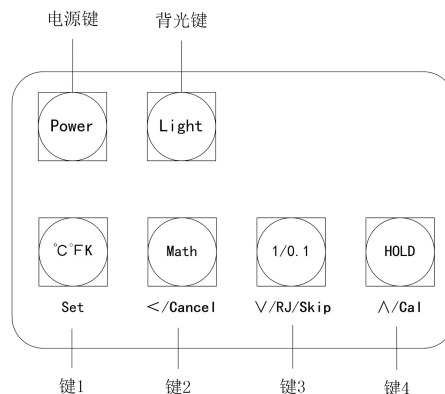 电源键 背光键
Power Light
℃℉K Math 1/0.1 HOLD
Set </Cancel ∨/RJ/Skip ∧/Cal
键1 键2 键3 键4